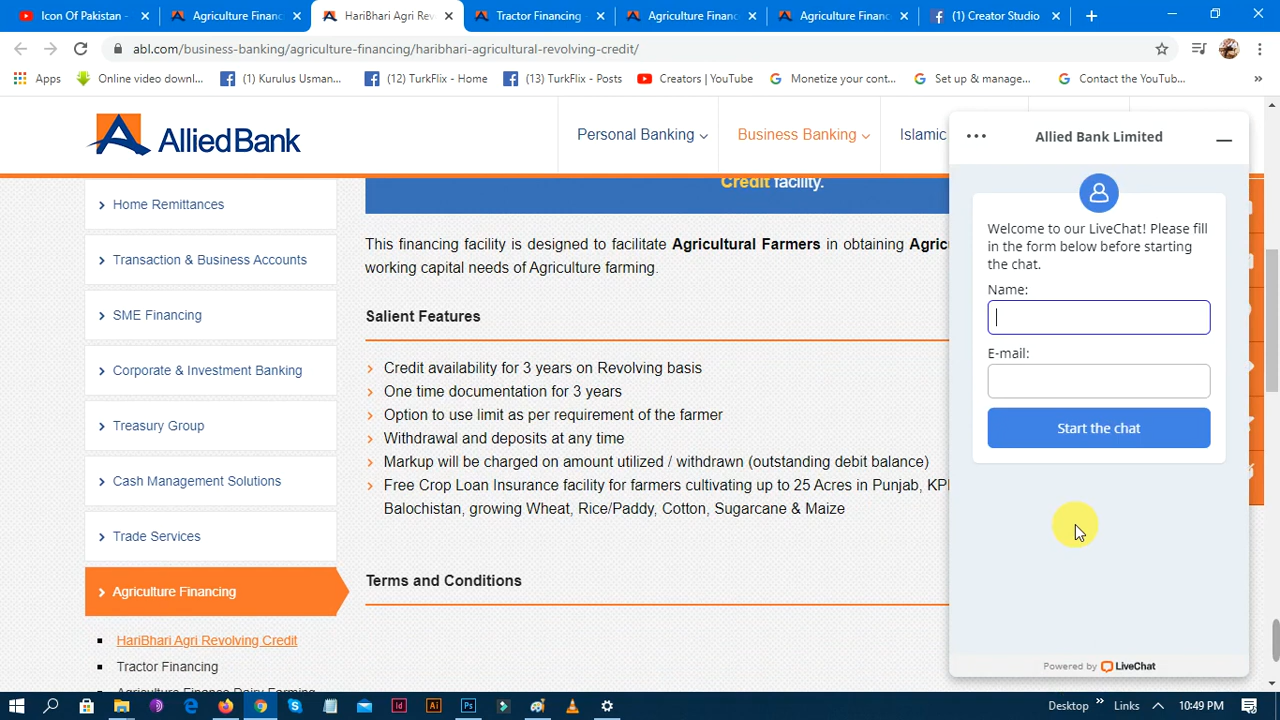 Icon Of Pakistan -
Agriculture Financ
HariBhari Agri Rev
Tractor Financing
Agriculture Financ
Agriculture Financ
(1) Creator Studio
abl.com/business-banking/agriculture-financing/haribhari-agricultural-revolving-credit/
Apps
Online video downl...
(1) Kurulus Usman...
(12) TurkFlix - Home
(13) TurkFlix - Posts
Creators | YouTube
Monetize your cont...
Set up & manage...
Contact the YouTub...
Allied Bank
Personal Banking
Business Banking
Islamic
Home Remittances
Transaction & Business Accounts
SME Financing
Corporate & Investment Banking
Treasury Group
Cash Management Solutions
Trade Services
Agriculture Financing
HariBhari Agri Revolving Credit
Tractor Financing
Agriculture Finance Dairy Farming
Credit facility.
This financing facility is designed to facilitate Agricultural Farmers in obtaining Agric
working capital needs of Agriculture farming.
Salient Features
Credit availability for 3 years on Revolving basis
One time documentation for 3 years
Option to use limit as per requirement of the farmer
Withdrawal and deposits at any time
Markup will be charged on amount utilized / withdrawn (outstanding debit balance)
Free Crop Loan Insurance facility for farmers cultivating up to 25 Acres in Punjab, KP
Balochistan, growing Wheat, Rice/Paddy, Cotton, Sugarcane & Maize
Terms and Conditions
Allied Bank Limited
Welcome to our LiveChat! Please fill
in the form below before starting
the chat.
Name:
E-mail:
Start the chat
Powered by LiveChat
Desktop
Links
10:49 PM